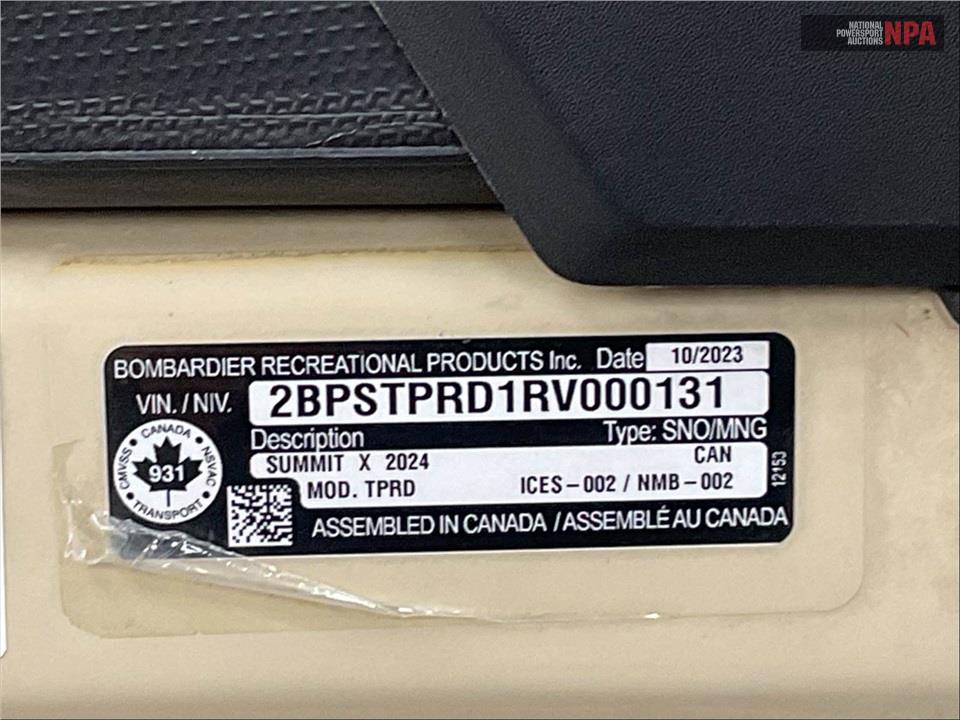 NATIONAL
POWERSPORT
AUCTIONS
NPA
BOMBARDIER RECREATIONAL PRODUCTS Inc. Date 10/2023
VIN. / NIV. 2BPSTPRD1RV000131
Description Type: SNO/MNG
SUMMIT X 2024 CAN
MOD. TPRD ICES-002 / NMB-002
12153
CANADA
CMVSS 931 NSVAC
TRANSPORT
ASSEMBLED IN CANADA / ASSEMBLÉ AU CANADA